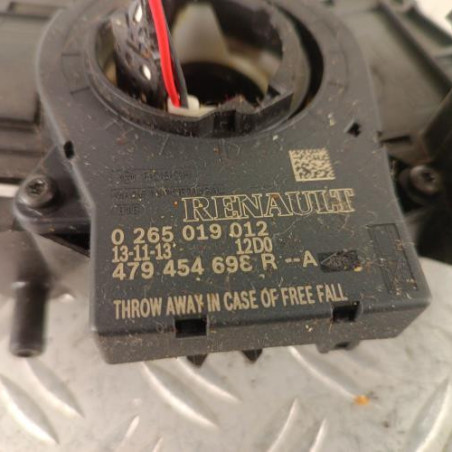 RENAULT
0 265 019 012
13-11-13 12D0
479 454 698 R --A
THROW AWAY IN CASE OF FREE FALL